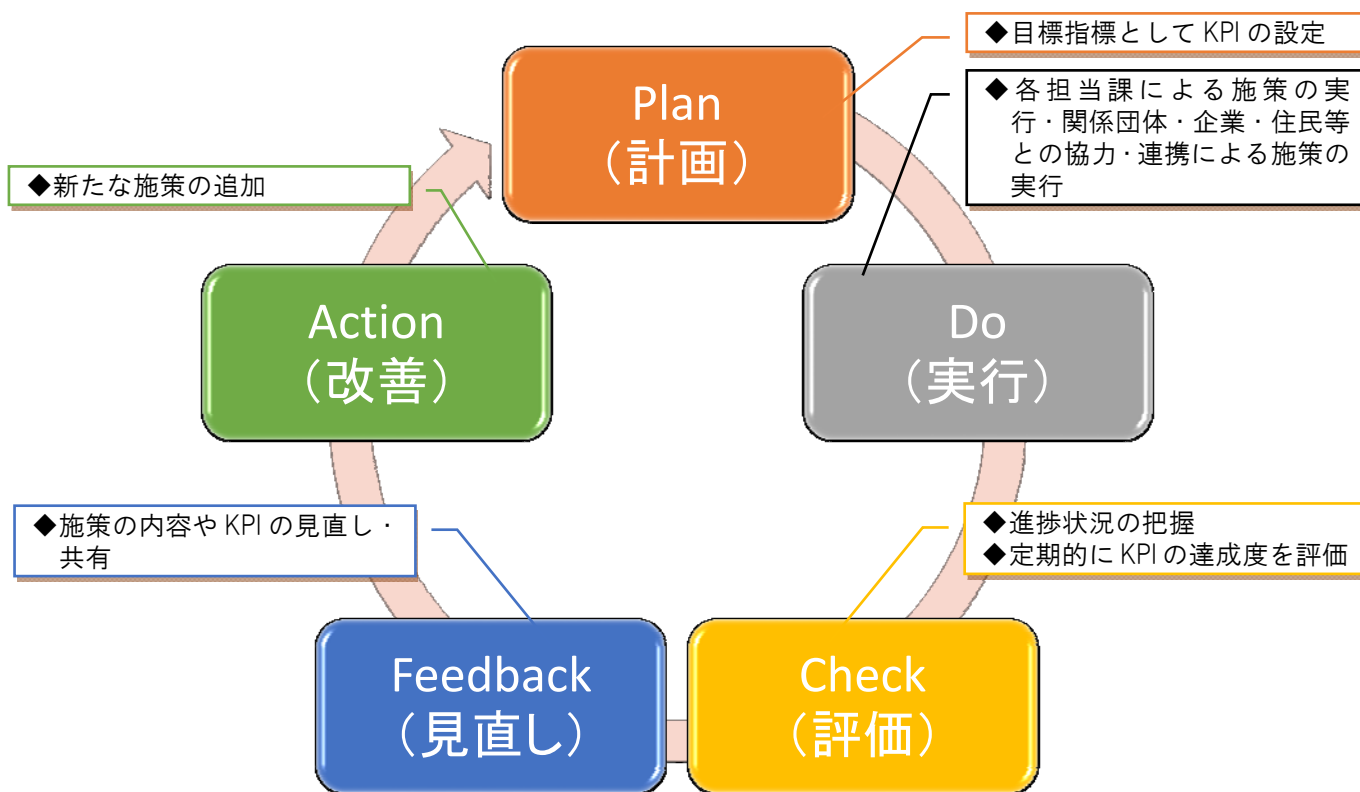 ◆目標指標として KPI の設定
Plan
（計画）
◆各担当課による施策の実
行・関係団体・企業・住民等
との協力・連携による施策の
実行
◆新たな施策の追加
Action
（改善）
Do
（実行）
◆施策の内容や KPI の見直し・
共有
◆進捗状況の把握
◆定期的に KPI の達成度を評価
Feedback
（見直し）
Check
（評価）